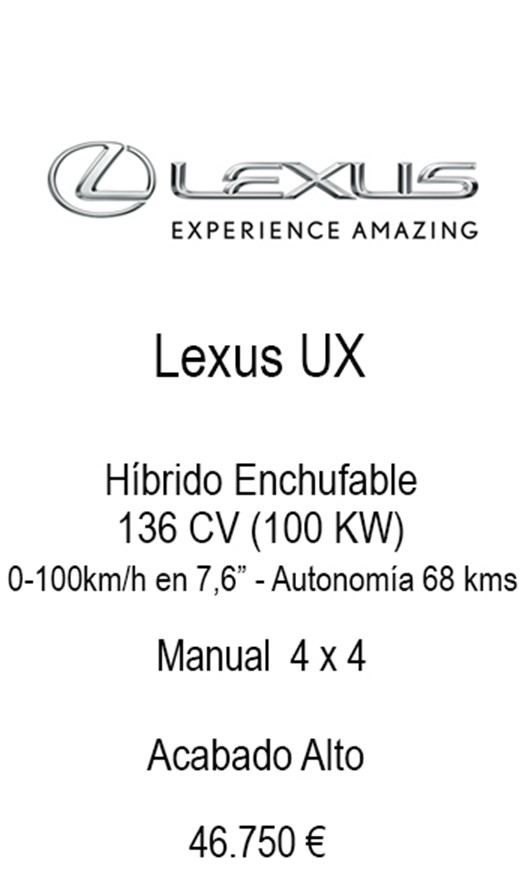 LEXUS
EXPERIENCE AMAZING
Lexus UX
Híbrido Enchufable
136 CV (100 KW)
0-100km/h en 7,6” - Autonomía 68 kms
Manual 4 x 4
Acabado Alto
46.750 €